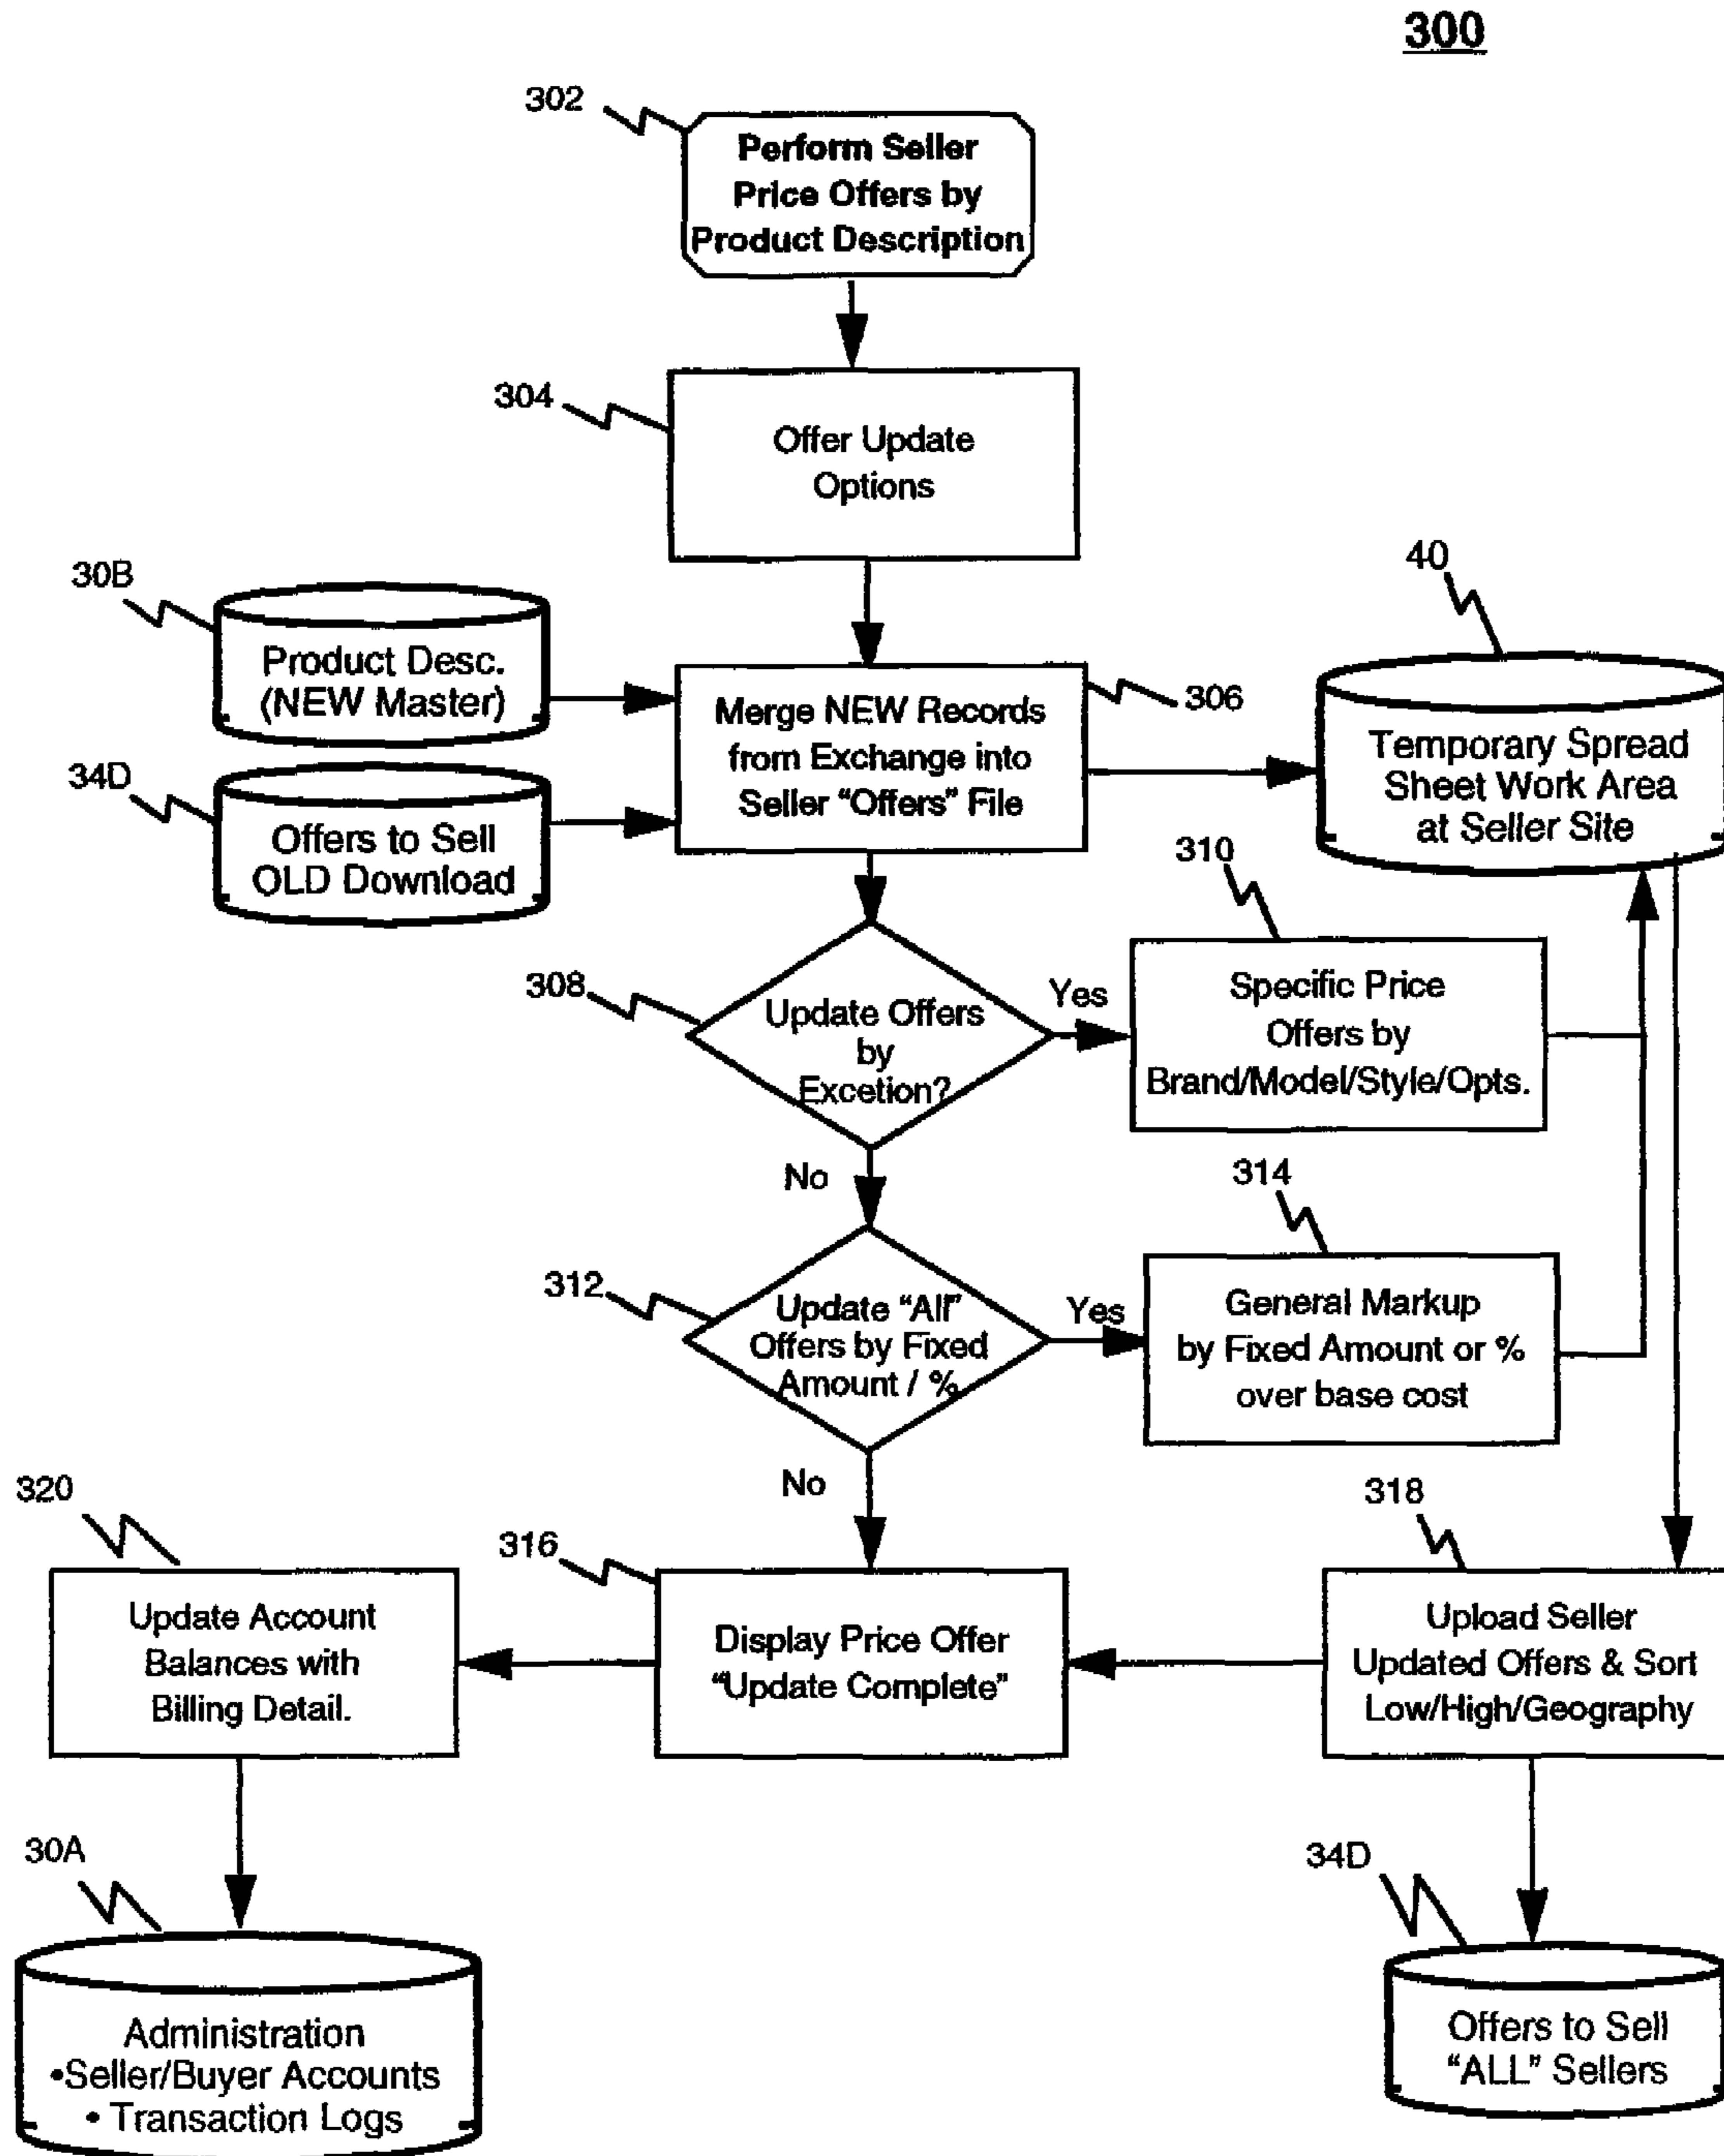 300
302
Perform Seller
Price Offers by
Product Description
304
Offer Update
Options
30B
Product Desc.
(NEW Master)
34D
Offers to Sell
OLD Download
Merge NEW Records
from Exchange into
Seller “Offers” File
306
40
Temporary Spread
Sheet Work Area
at Seller Site
308
Update Offers
by
Excetion?
Yes
310
Specific Price
Offers by
Brand/Model/Style/Opts.
No
312
Update “All”
Offers by Fixed
Amount / %
Yes
314
General Markup
by Fixed Amount or %
over base cost
No
320
Update Account
Balances with
Billing Detail.
316
Display Price Offer
“Update Complete”
318
Upload Seller
Updated Offers & Sort
Low/High/Geography
30A
Administration
•Seller/Buyer Accounts
• Transaction Logs
34D
Offers to Sell
“ALL” Sellers